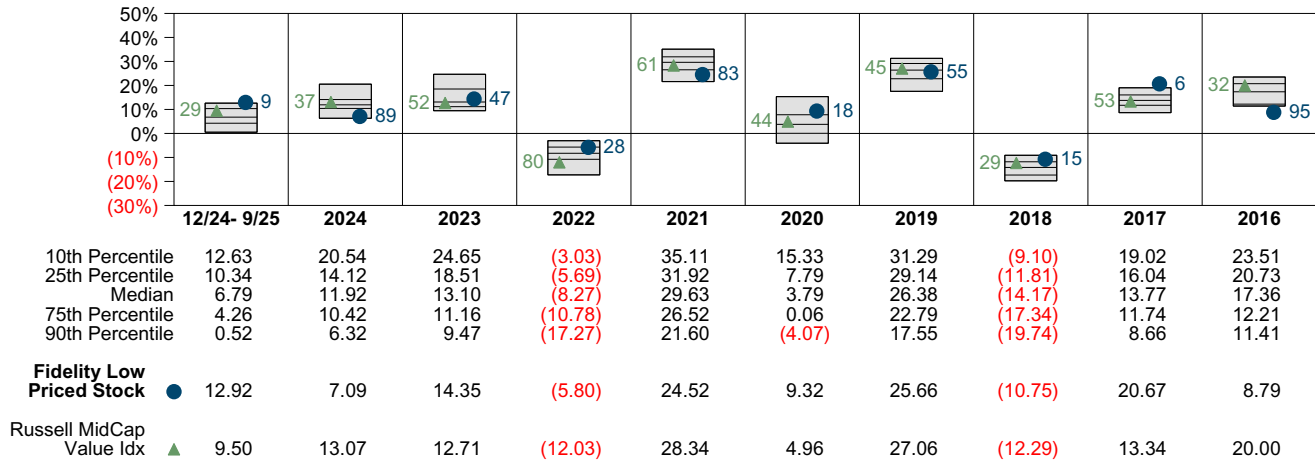 50%
40%
30%
20%
10%
0%
(10%)
(20%)
(30%)
29 9
37 89
52 47
80 28
61 83
44 18
45 55
29 15
53 6
32 95
12/24- 9/25 2024 2023 2022 2021 2020 2019 2018 2017 2016
10th Percentile 12.63 20.54 24.65 (3.03) 35.11 15.33 31.29 (9.10) 19.02 23.51
25th Percentile 10.34 14.12 18.51 (5.69) 31.92 7.79 29.14 (11.81) 16.04 20.73
Median 6.79 11.92 13.10 (8.27) 29.63 3.79 26.38 (14.17) 13.77 17.36
75th Percentile 4.26 10.42 11.16 (10.78) 26.52 0.06 22.79 (17.34) 11.74 12.21
90th Percentile 0.52 6.32 9.47 (17.27) 21.60 (4.07) 17.55 (19.74) 8.66 11.41
Fidelity Low
Priced Stock 12.92 7.09 14.35 (5.80) 24.52 9.32 25.66 (10.75) 20.67 8.79
Russell MidCap
Value Idx 9.50 13.07 12.71 (12.03) 28.34 4.96 27.06 (12.29) 13.34 20.00